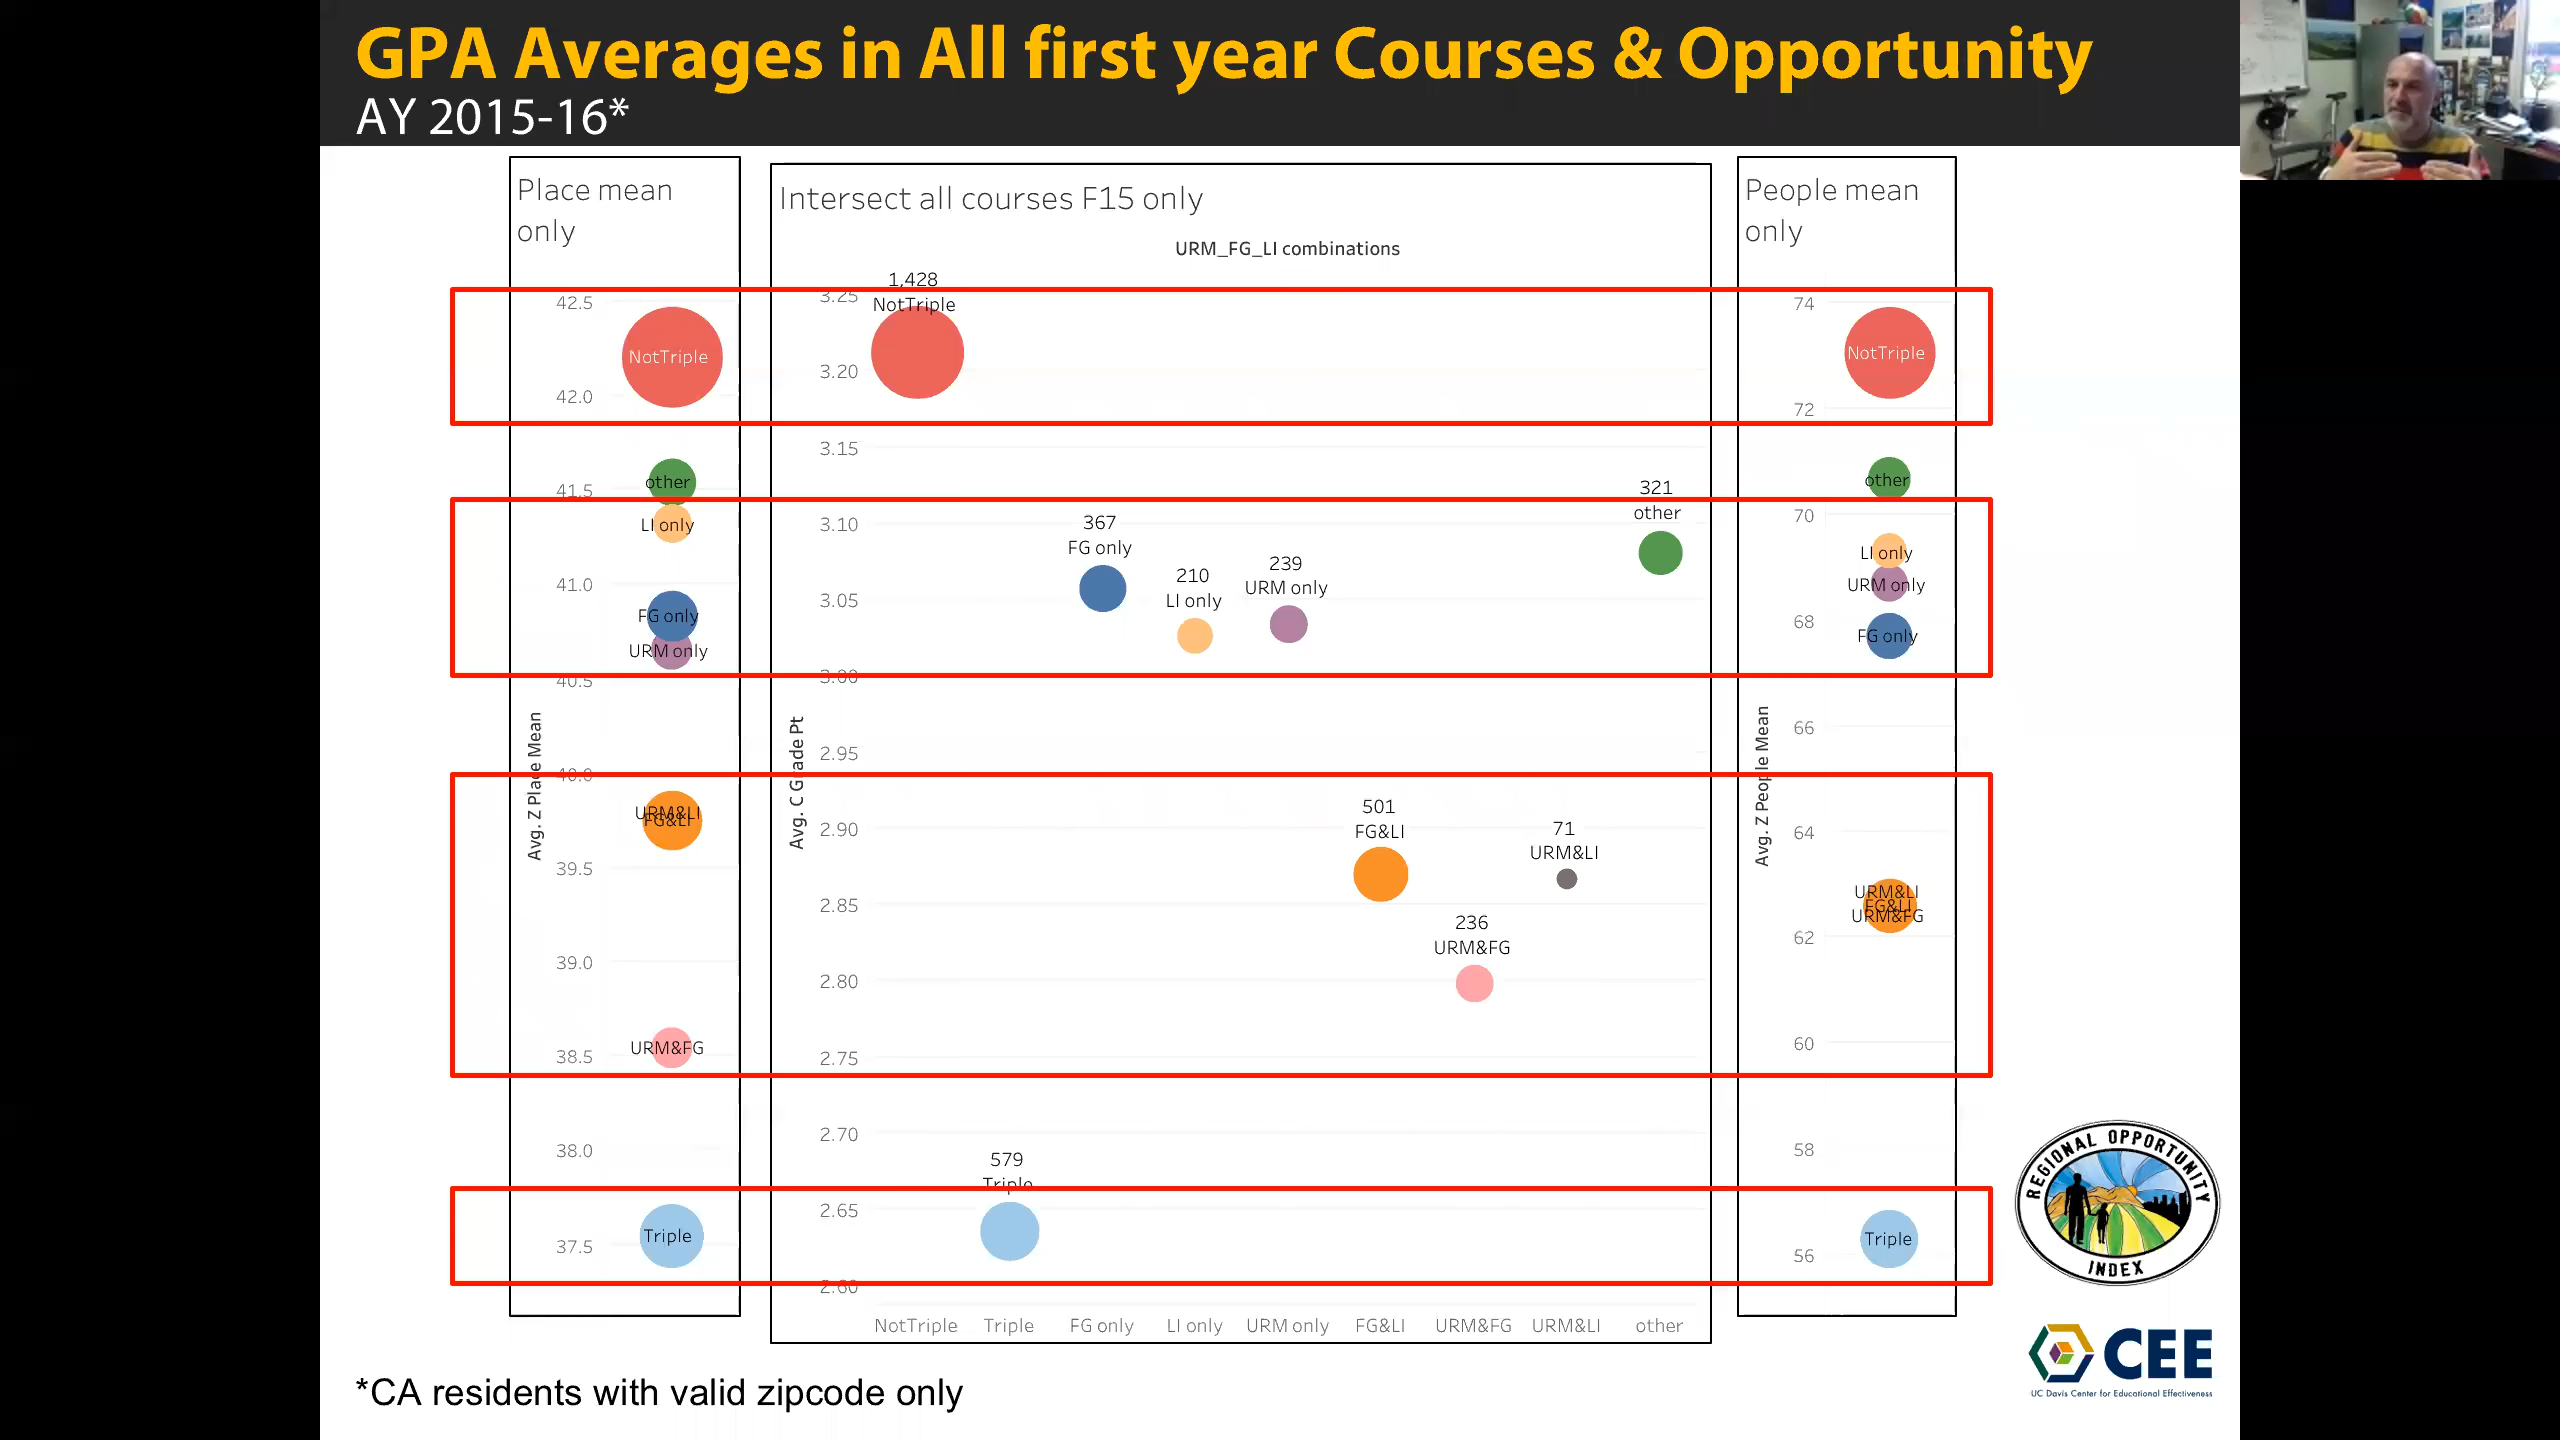 GPA Averages in All first year Courses & Opportunity
AY 2015-16*
Place mean
only
42.5
NotTriple
42.0
other
41.5
LI only
41.0
FG only
URM only
40.5
Avg. Z Place Mean
40.0
URM&LI
FG&LI
39.5
39.0
URM&FG
38.5
38.0
Triple
37.5
Intersect all courses F15 only
URM_FG_LI combinations
1,428
NotTriple
3.25
3.20
3.15
321
other
3.10
367
FG only
210
LI only
239
URM only
3.05
3.00
Avg. C Grade Pt
2.95
2.90
501
FG&LI
71
URM&LI
2.85
236
URM&FG
2.80
2.75
2.70
579
Triple
2.65
2.60
NotTriple Triple FG only LI only URM only FG&LI URM&FG URM&LI other
People mean
only
74
NotTriple
72
other
70
LI only
URM only
68
FG only
66
Avg. Z People Mean
64
URM&LI
FG&LI
URM&FG
62
60
58
Triple
56
REGIONAL OPPORTUNITY
INDEX
CEE
UC Davis Center for Educational Effectiveness
*CA residents with valid zipcode only